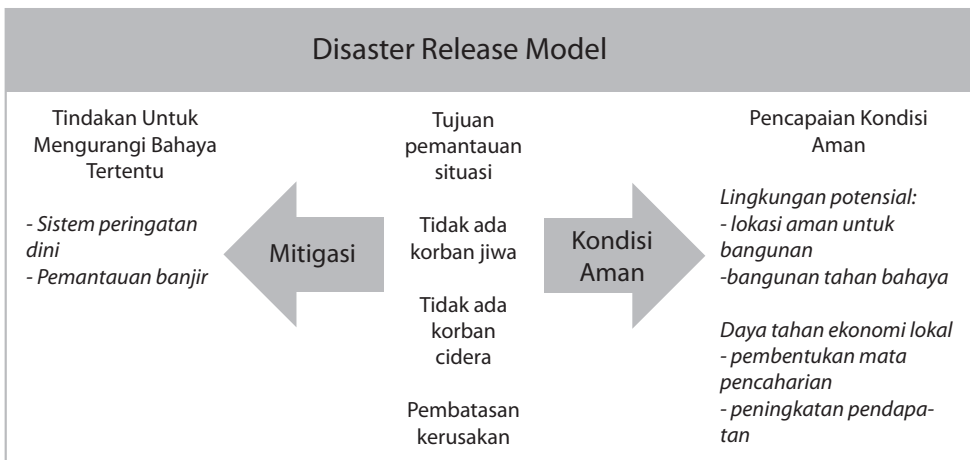 Disaster Release Model
Tindakan Untuk
Mengurangi Bahaya
Tertentu
- Sistem peringatan
dini
- Pemantauan banjir
Mitigasi
Tujuan
pemantauan
situasi
Tidak ada
korban jiwa
Tidak ada
korban
cidera
Pembatasan
kerusakan
Kondisi
Aman
Pencapaian Kondisi
Aman
Lingkungan potensial:
- lokasi aman untuk
bangunan
-bangunan tahan bahaya
Daya tahan ekonomi lokal
- pembentukan mata
pencaharian
- peningkatan pendapa-
tan